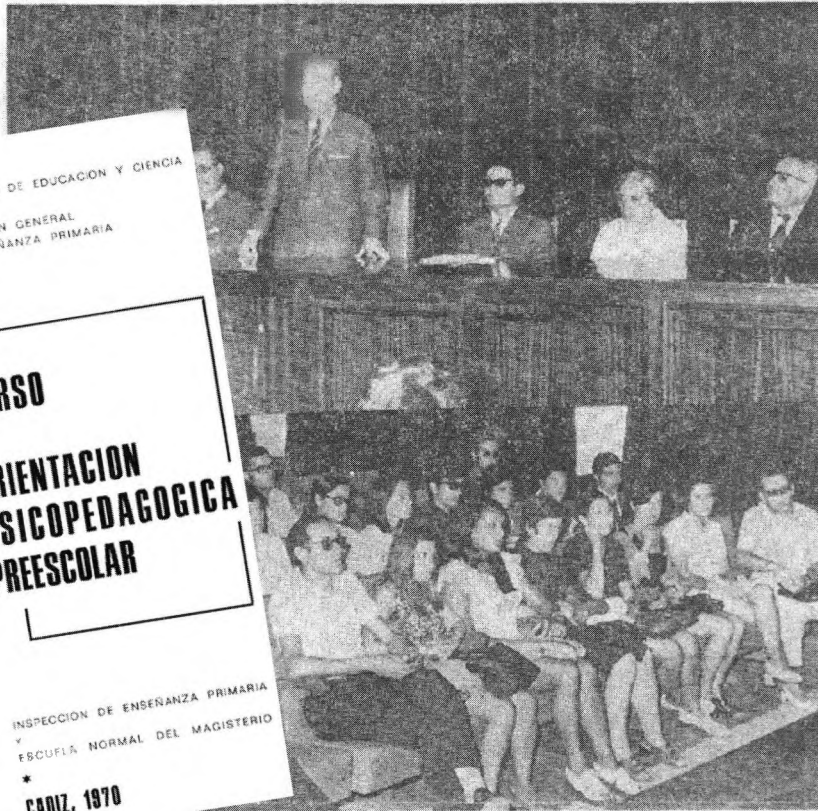 DE EDUCACION Y CIENCIA
N GENERAL
ÑANZA PRIMARIA
RSO
RIENTACION
SICOPEDAGOGICA
PREESCOLAR
INSPECCION DE ENSEÑANZA PRIMARIA
Y
ESCUELA NORMAL DEL MAGISTERIO
*
CADIZ, 1970